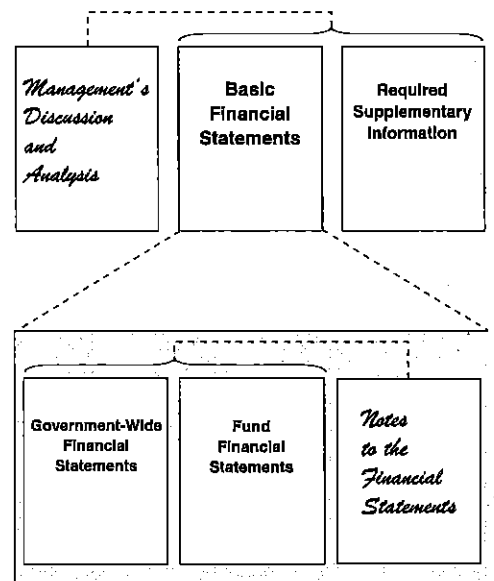 Management's
Discussion
and
Analysis
Basic
Financial
Statements
Required
Supplementary
Information
Government-Wide
Financial
Statements
Fund
Financial
Statements
Notes
to the
Financial
Statements